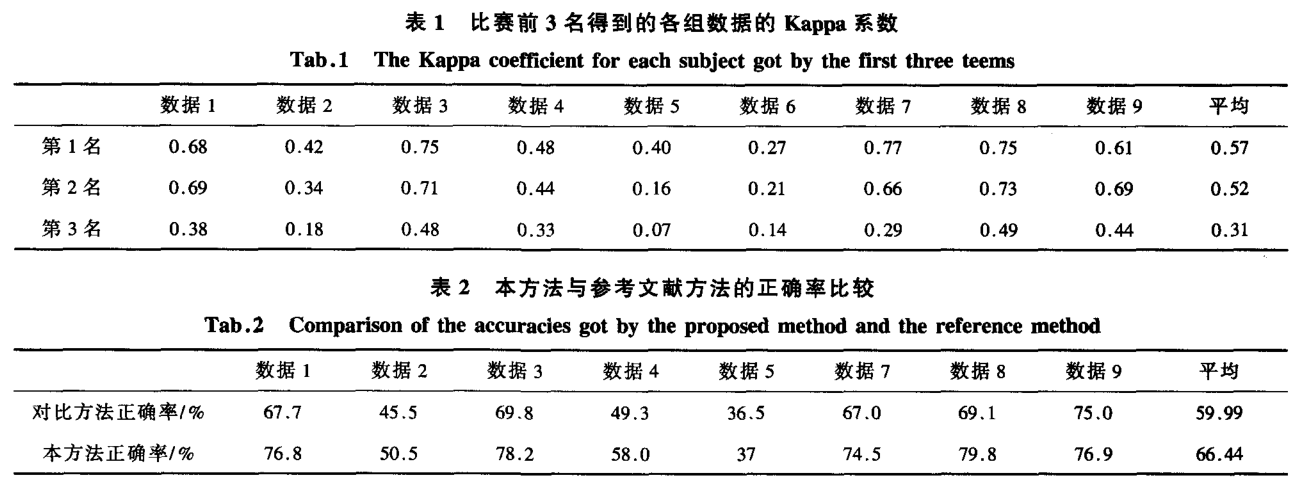 表 1 比赛前 3 名得到的各组数据的 Kappa 系数
Tab.1 The Kappa coefficient for each subject got by the first three teems
数据 1 数据 2 数据 3 数据 4 数据 5 数据 6 数据 7 数据 8 数据 9 平均
第 1 名 0.68 0.42 0.75 0.48 0.40 0.27 0.77 0.75 0.61 0.57
第 2 名 0.69 0.34 0.71 0.44 0.16 0.21 0.66 0.73 0.69 0.52
第 3 名 0.38 0.18 0.48 0.33 0.07 0.14 0.29 0.49 0.44 0.31
表 2 本方法与参考文献方法的正确率比较
Tab.2 Comparison of the accuracies got by the proposed method and the reference method
数据 1 数据 2 数据 3 数据 4 数据 5 数据 7 数据 8 数据 9 平均
对比方法正确率/% 67.7 45.5 69.8 49.3 36.5 67.0 69.1 75.0 59.99
本方法正确率/% 76.8 50.5 78.2 58.0 37 74.5 79.8 76.9 66.44